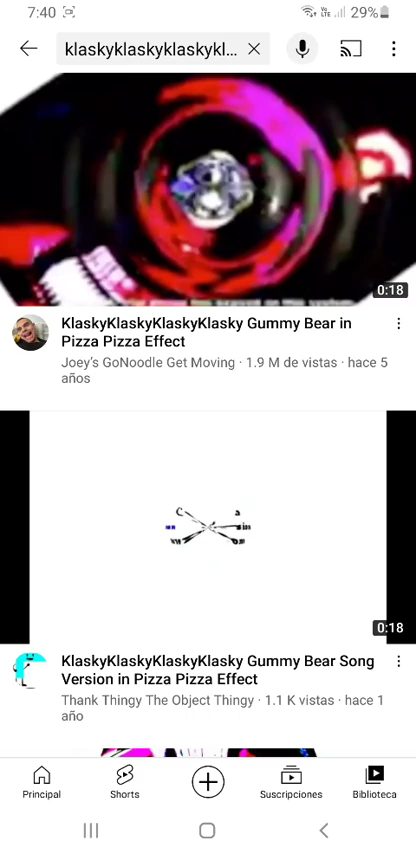 7:40 29%
klaskyklaskyklaskykl...
0:18
KlaskyKlaskyKlaskyKlasky Gummy Bear in
Pizza Pizza Effect
Joey's GoNoodle Get Moving · 1.9 M de vistas · hace 5
años
0:18
KlaskyKlaskyKlaskyKlasky Gummy Bear Song
Version in Pizza Pizza Effect
Thank Thingy The Object Thingy · 1.1 K vistas · hace 1
año
Principal Shorts Suscripciones Biblioteca